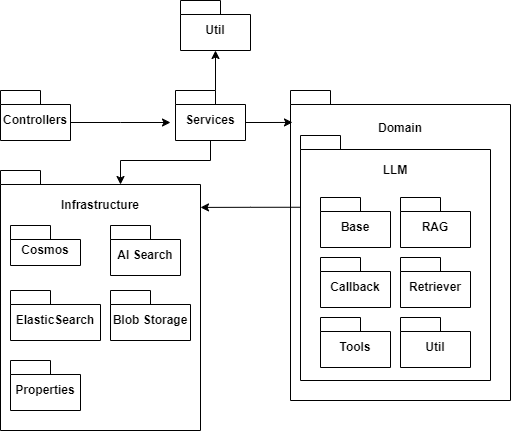 Util
Controllers
Services
Domain
LLM
Infrastructure
Base
RAG
Cosmos
AI Search
Callback
Retriever
ElasticSearch
Blob Storage
Tools
Util
Properties